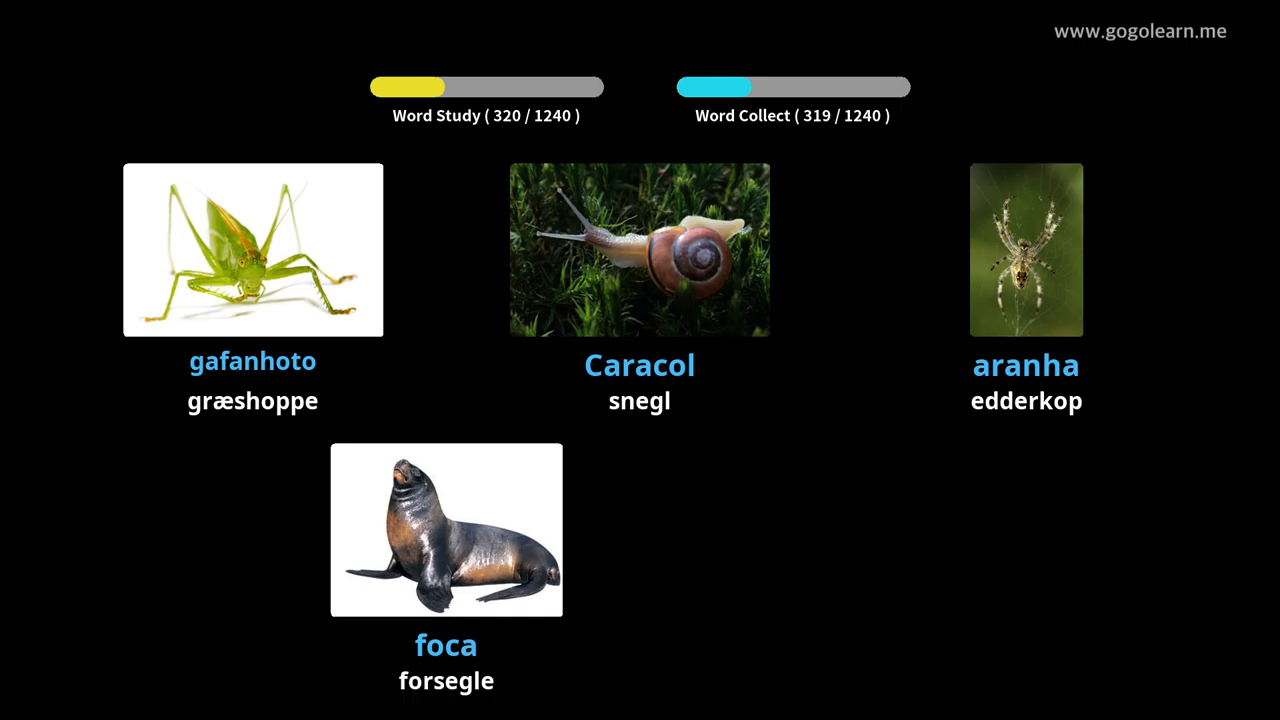 www.gogolearn.me
Word Study ( 320 / 1240 )
Word Collect ( 319 / 1240 )
gafanhoto
græshoppe
Caracol
snegl
aranha
edderkop
foca
forsegle